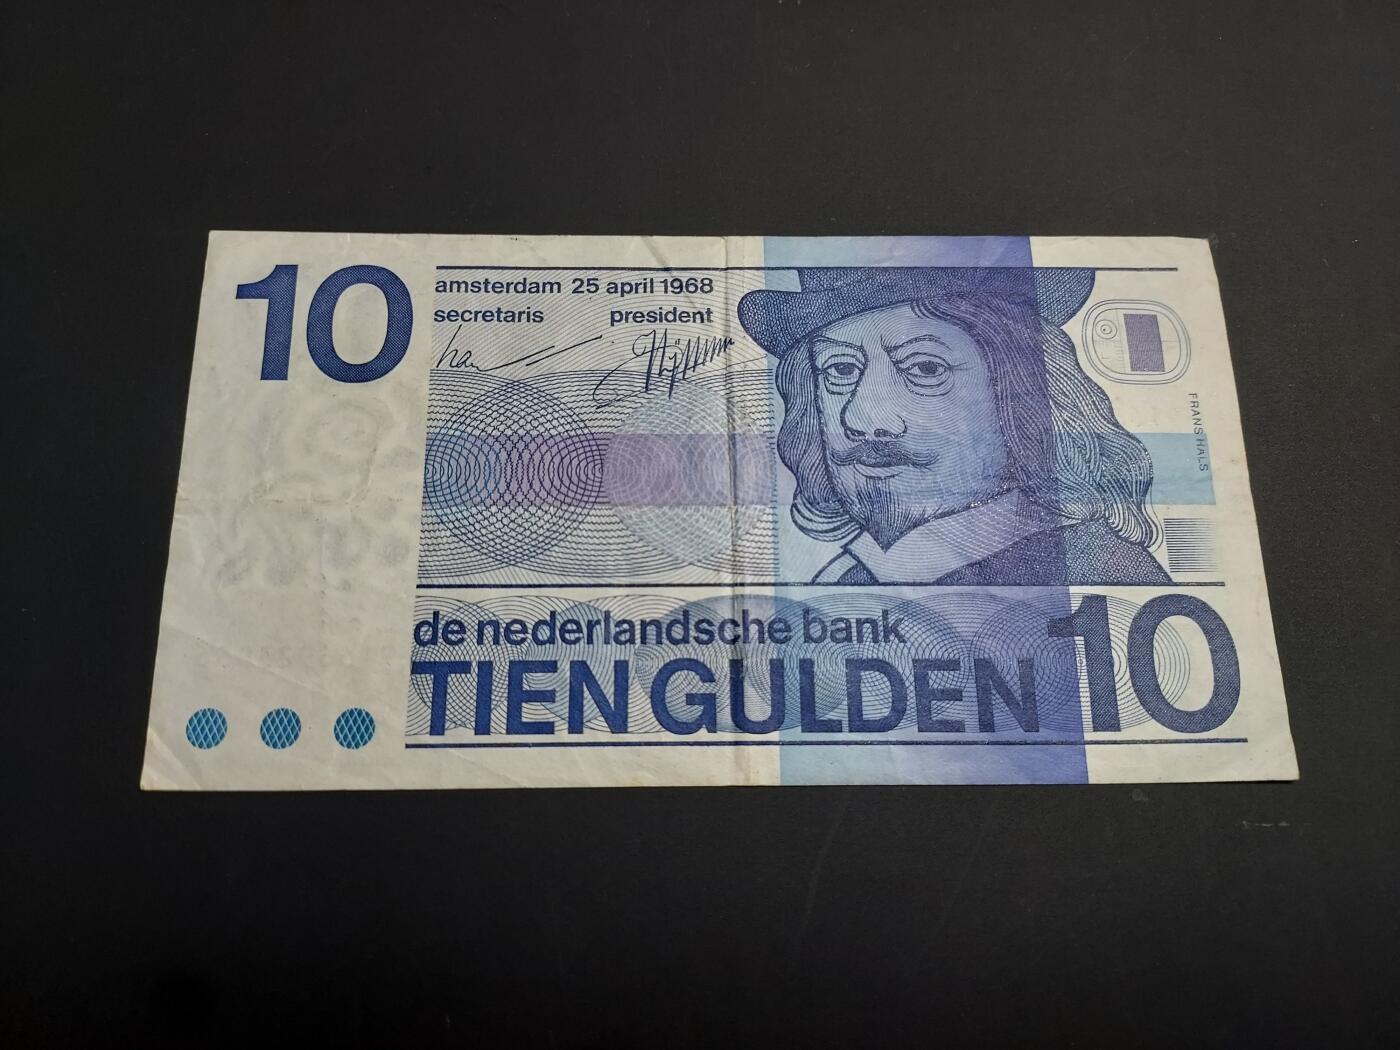 10
amsterdam 25 april 1968
secretaris president
FRANS HALS
de nederlandsche bank
TIEN GULDEN 10